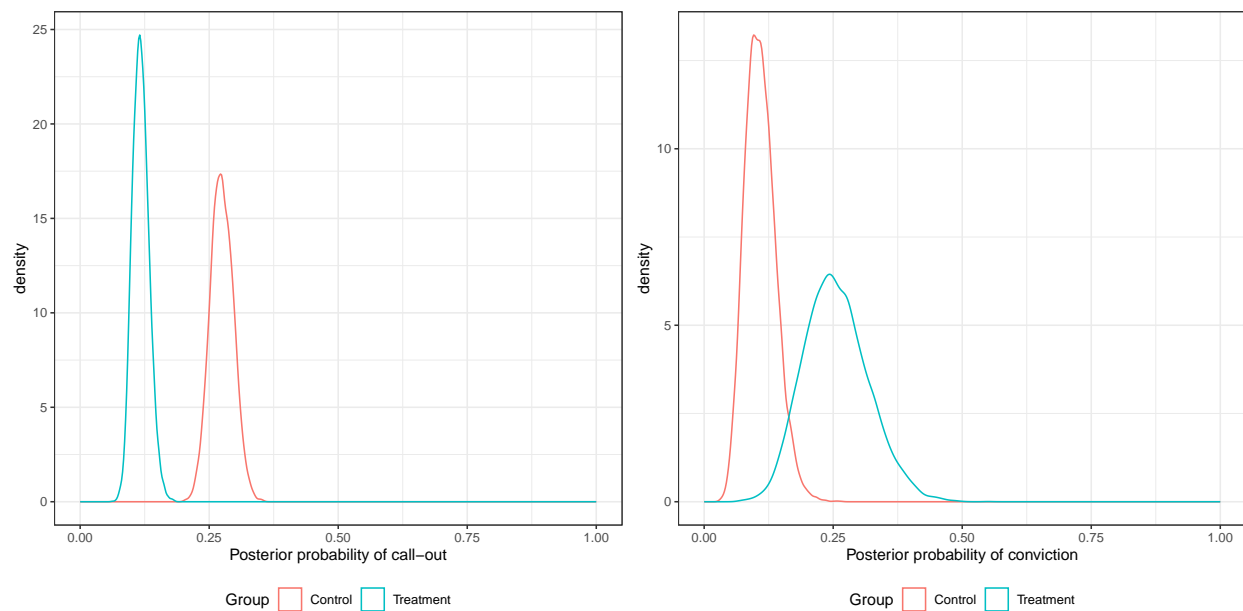 25
20
15
10
5
0
density
0.00 0.25 0.50 0.75 1.00
Posterior probability of call−out
Group Control Treatment
10
5
0
density
0.00 0.25 0.50 0.75 1.00
Posterior probability of conviction
Group Control Treatment